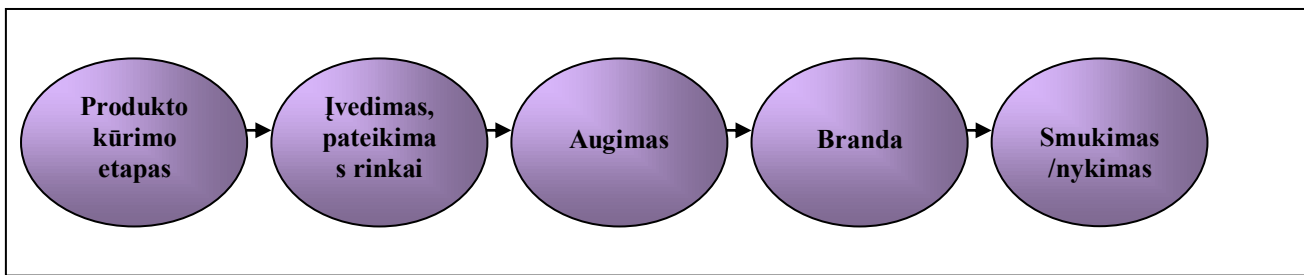 Produkto
kūrimo
etapas
Įvedimas,
pateikima
s rinkai
Augimas
Branda
Smukimas
/nykimas